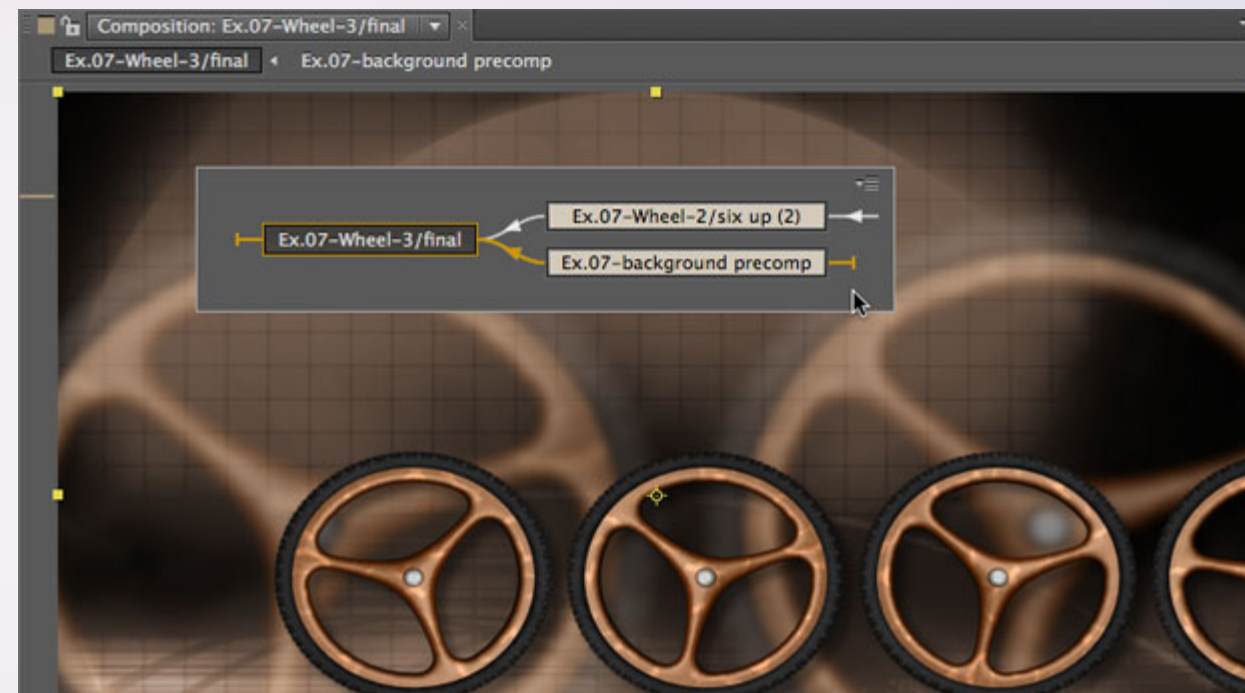 Composition: Ex.07-Wheel-3/final
Ex.07-Wheel-3/final Ex.07-background precomp
Ex.07-Wheel-2/six up (2)
Ex.07-Wheel-3/final
Ex.07-background precomp